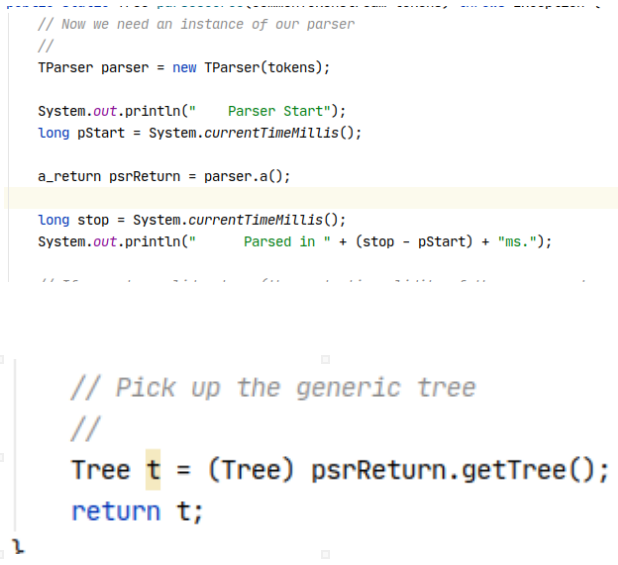 // Now we need an instance of our parser
//
TParser parser = new TParser(tokens);
System.out.println("    Parser Start");
long pStart = System.currentTimeMillis();
a_return psrReturn = parser.a();
long stop = System.currentTimeMillis();
System.out.println("      Parsed in " + (stop - pStart) + "ms.");
// Pick up the generic tree
//
Tree t = (Tree) psrReturn.getTree();
return t;
}